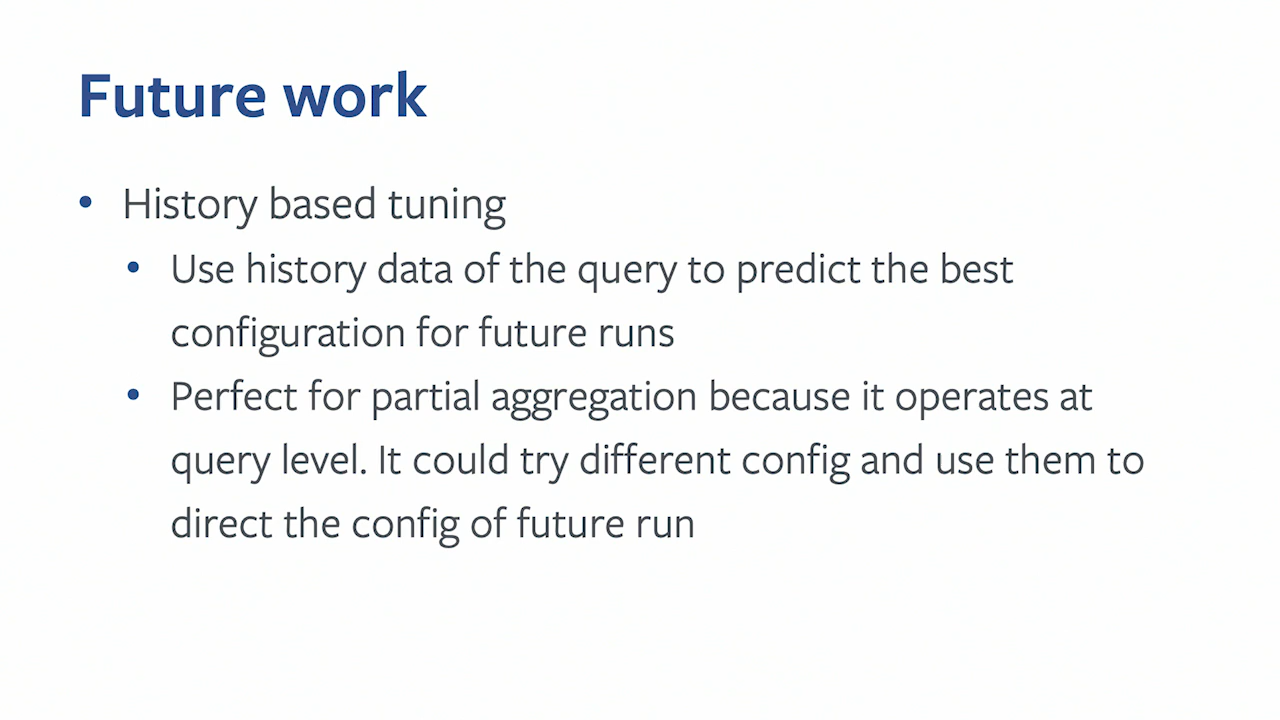 Future work
• History based tuning
• Use history data of the query to predict the best
configuration for future runs
• Perfect for partial aggregation because it operates at
query level. It could try different config and use them to
direct the config of future run